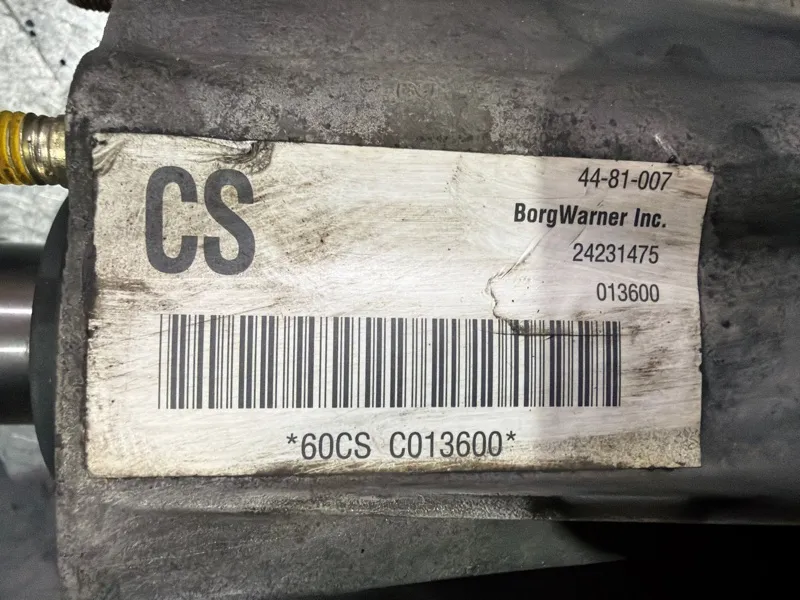 CS
44-81-007
BorgWarner Inc.
24231475
013600
*60CS C013600*